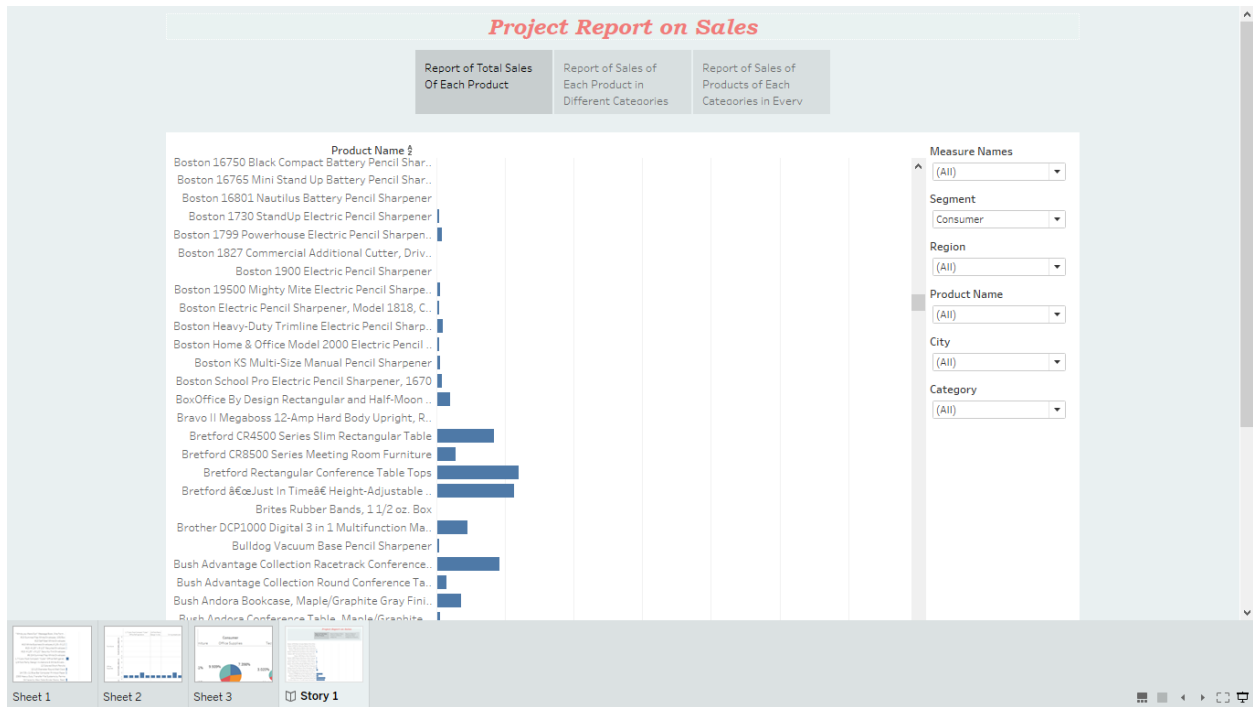 Project Report on Sales
Report of Total Sales
Of Each Product
Report of Sales of
Each Product in
Different Categories
Report of Sales of
Products of Each
Categories in Every
Product Name
Boston 16750 Black Compact Battery Pencil Shar..
Boston 16765 Mini Stand Up Battery Pencil Shar..
Boston 16801 Nautilus Battery Pencil Sharpener
Boston 1730 StandUp Electric Pencil Sharpener
Boston 1799 Powerhouse Electric Pencil Sharpen..
Boston 1827 Commercial Additional Cutter, Driv..
Boston 1900 Electric Pencil Sharpener
Boston 19500 Mighty Mite Electric Pencil Sharpe..
Boston Electric Pencil Sharpener, Model 1818, C..
Boston Heavy-Duty Trimline Electric Pencil Sharp..
Boston Home & Office Model 2000 Electric Pencil ..
Boston KS Multi-Size Manual Pencil Sharpener
Boston School Pro Electric Pencil Sharpener, 1670
BoxOffice By Design Rectangular and Half-Moon ..
Bravo II Megaboss 12-Amp Hard Body Upright, R..
Bretford CR4500 Series Slim Rectangular Table
Bretford CR8500 Series Meeting Room Furniture
Bretford Rectangular Conference Table Tops
Bretford â€œJust In Timeâ€ Height-Adjustable ..
Brites Rubber Bands, 1 1/2 oz. Box
Brother DCP1000 Digital 3 in 1 Multifunction Ma..
Bulldog Vacuum Base Pencil Sharpener
Bush Advantage Collection Racetrack Conference..
Bush Advantage Collection Round Conference Ta..
Bush Andora Bookcase, Maple/Graphite Gray Fini..
Bush Andora Conference Table, Maple/Graphite ..
Measure Names
(All)
Segment
Consumer
Region
(All)
Product Name
(All)
City
(All)
Category
(All)
Sheet 1
Sheet 2
Sheet 3
Story 1